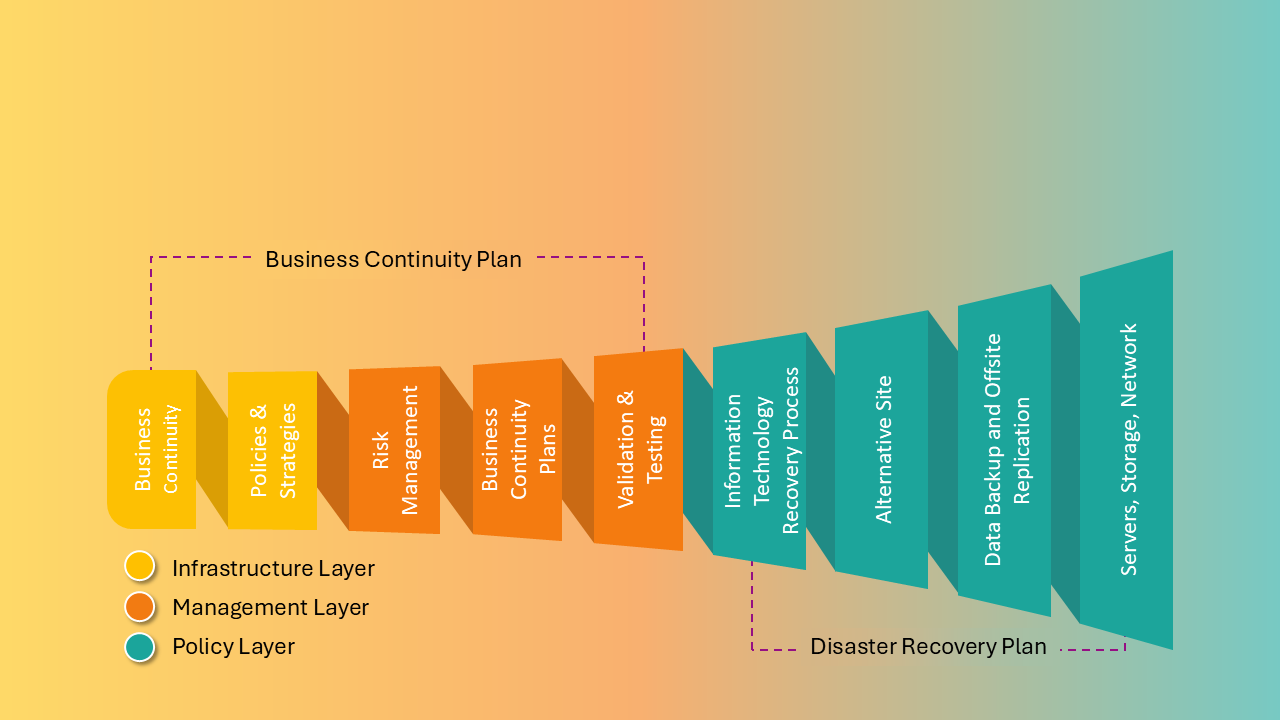 Business Continuity Plan
Business
Continuity
Policies &
Strategies
Risk
Management
Business
Continuity
Plans
Validation &
Testing
Information
Technology
Recovery Process
Alternative Site
Data Backup and Offsite
Replication
Servers, Storage, Network
Infrastructure Layer
Management Layer
Policy Layer
Disaster Recovery Plan